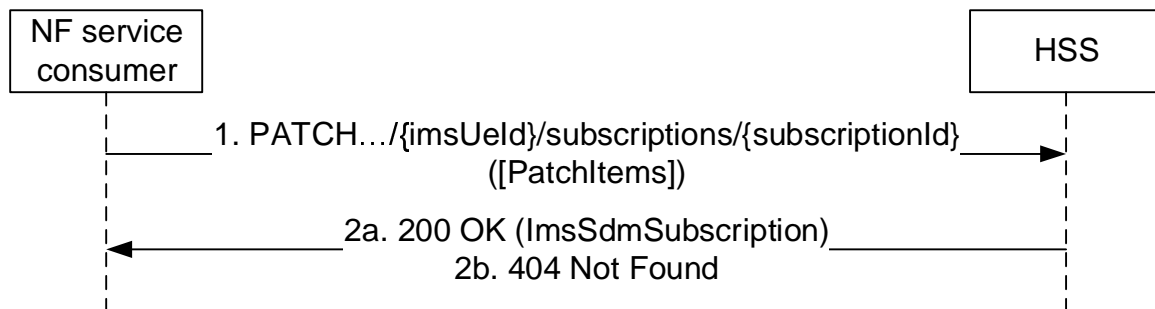 NF service
consumer
HSS
1. PATCH…/{imsUeId}/subscriptions/{subscriptionId}
([PatchItems])
2a. 200 OK (ImsSdmSubscription)
2b. 404 Not Found